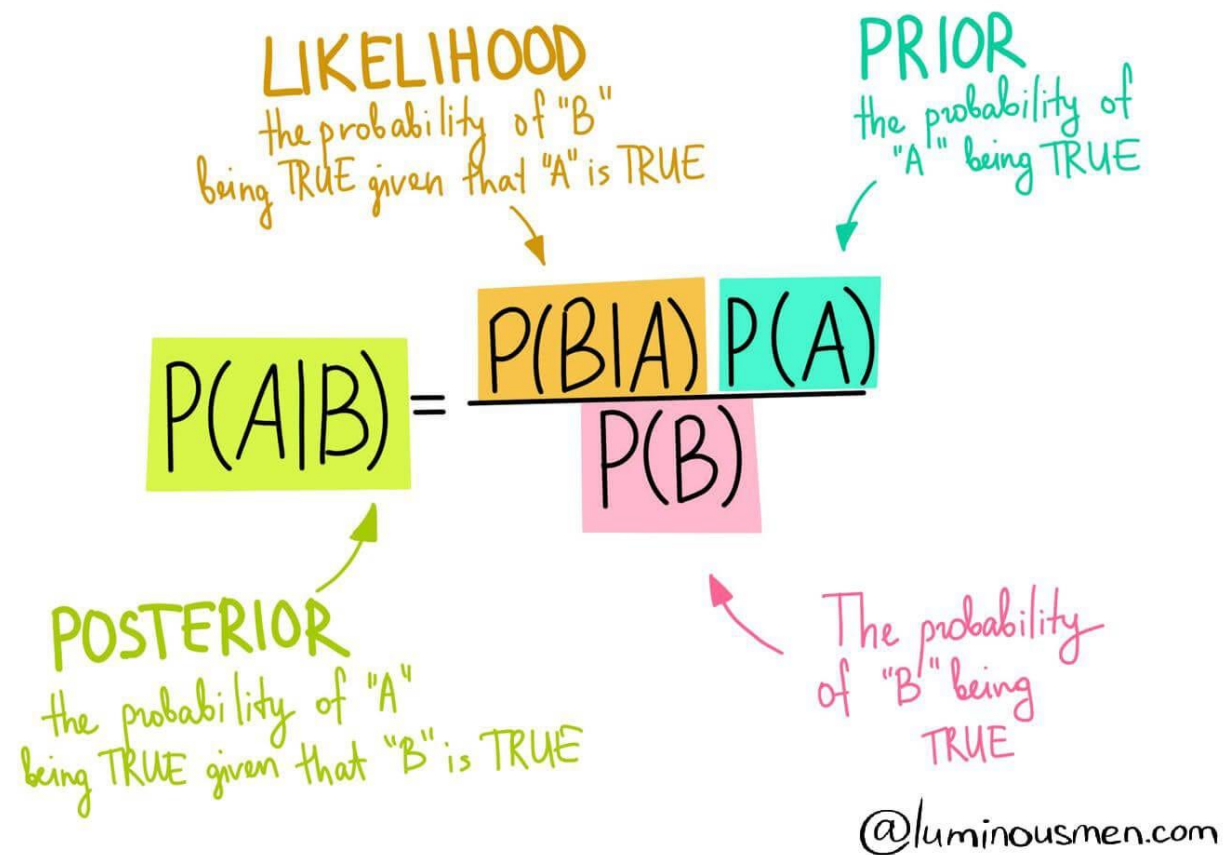 LIKELIHOOD
the probability of "B"
being TRUE given that "A" is TRUE
PRIOR
the probability of
"A" being TRUE
P(A|B) = P(B|A) P(A)
P(B)
POSTERIOR
the probability of "A"
being TRUE given that "B" is TRUE
The probability
of "B" being
TRUE
@luminousmen.com